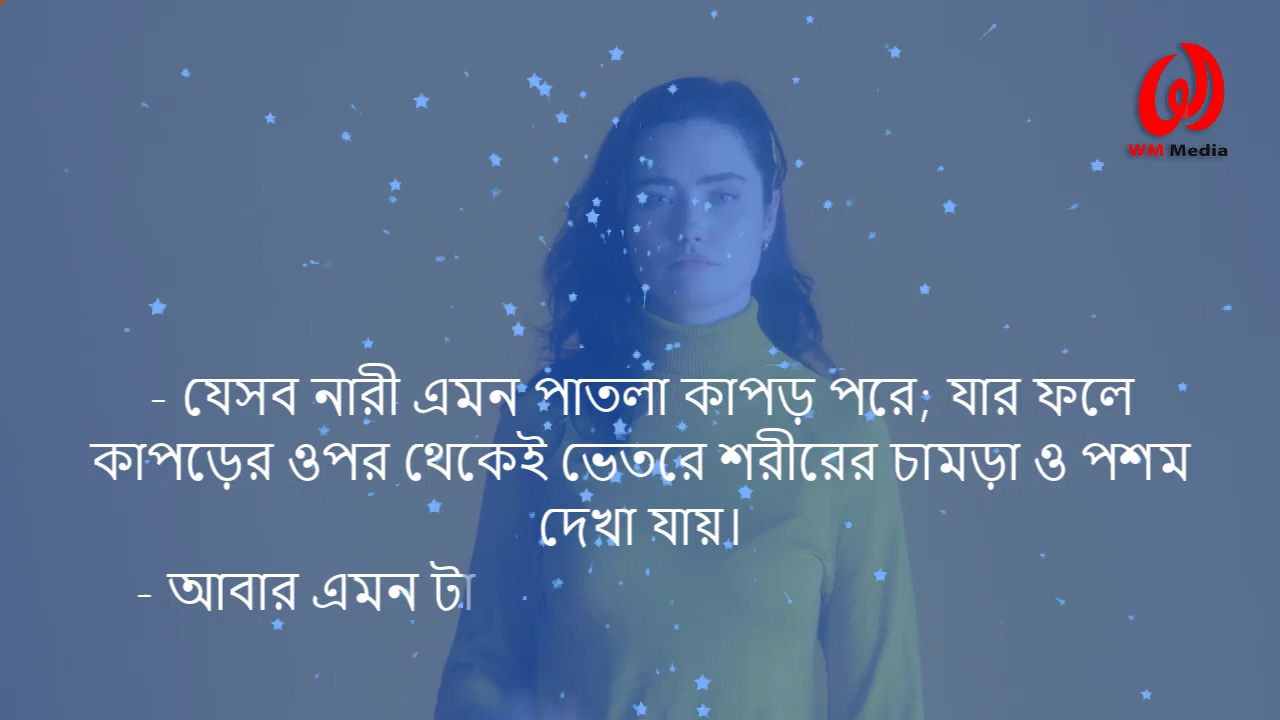 WM Media
- যেসব নারী এমন পাতলা কাপড় পরে; যার ফলে
কাপড়ের ওপর থেকেই ভেতরে শরীরের চামড়া ও পশম
দেখা যায়।
- আবার এমন টা